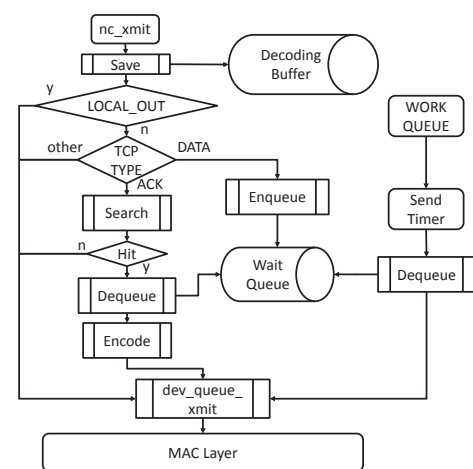 nc_xmit
Save
Decoding
Buffer
y
LOCAL_OUT
n
other
TCP
TYPE
DATA
ACK
WORK
QUEUE
Search
Enqueue
Send
Timer
n
Hit
y
Wait
Queue
Dequeue
Dequeue
Encode
dev_queue_
xmit
MAC Layer